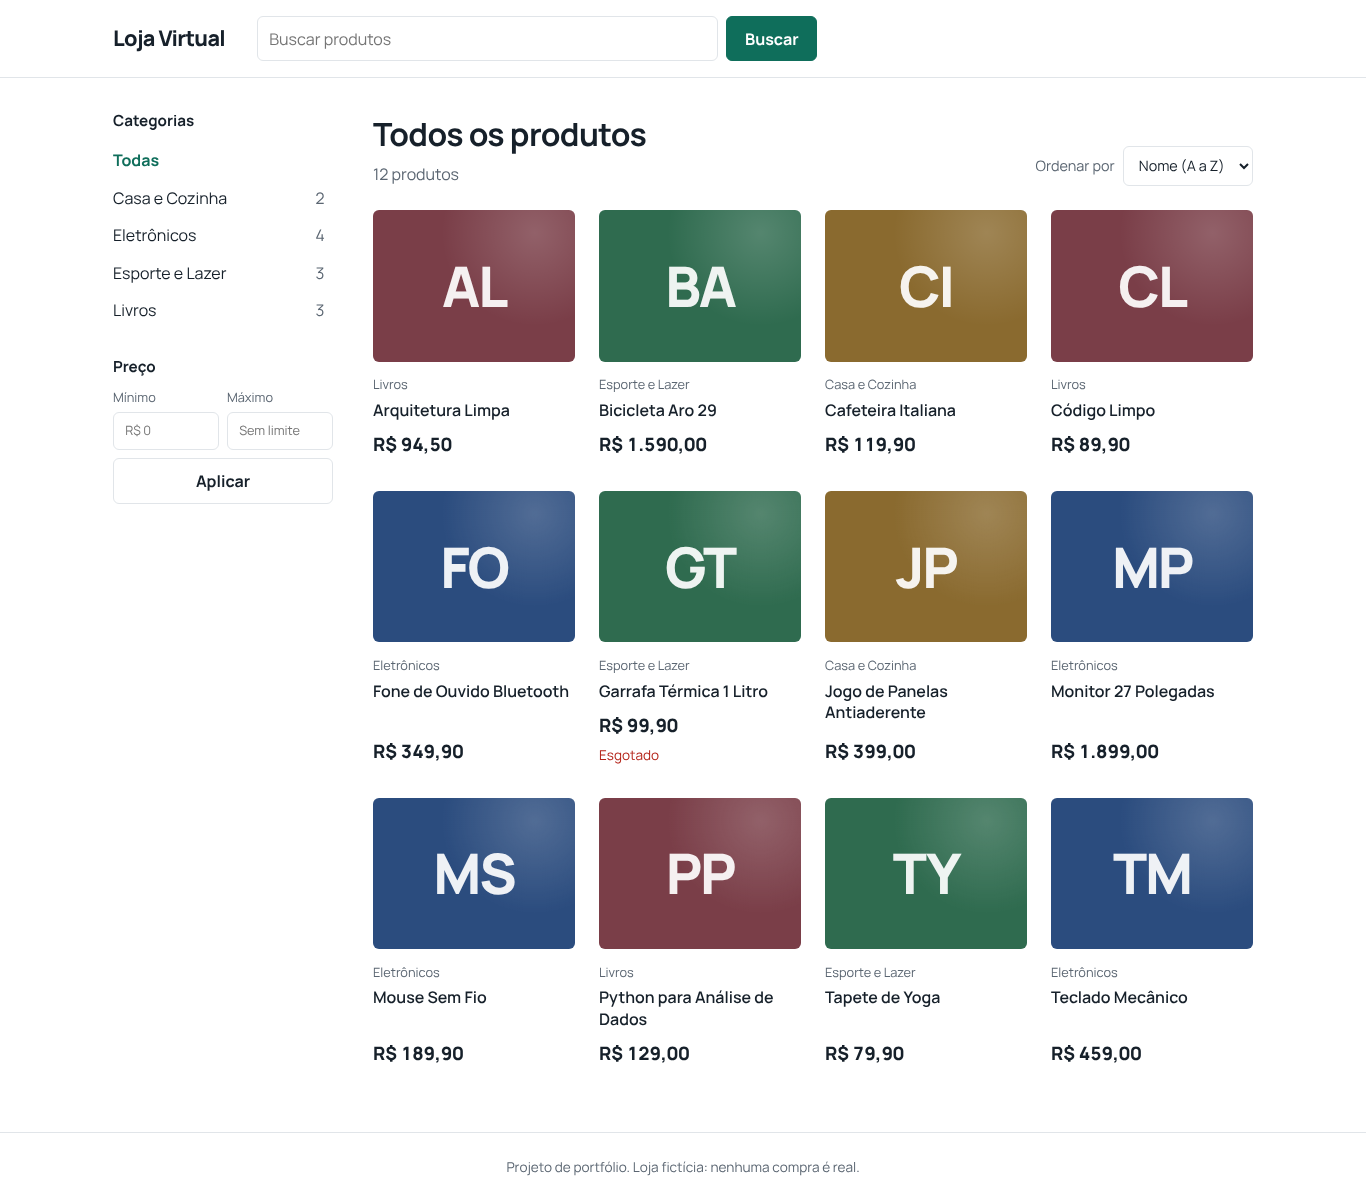 Loja Virtual
Buscar produtos
Buscar
Categorias
Todas
Casa e Cozinha 2
Eletrônicos 4
Esporte e Lazer 3
Livros 3
Preço
Mínimo Máximo
R$ 0 Sem limite
Aplicar
Todos os produtos
12 produtos
Ordenar por Nome (A a Z)
AL
Livros
Arquitetura Limpa
R$ 94,50
BA
Esporte e Lazer
Bicicleta Aro 29
R$ 1.590,00
CI
Casa e Cozinha
Cafeteira Italiana
R$ 119,90
CL
Livros
Código Limpo
R$ 89,90
FO
Eletrônicos
Fone de Ouvido Bluetooth
R$ 349,90
GT
Esporte e Lazer
Garrafa Térmica 1 Litro
R$ 99,90
Esgotado
JP
Casa e Cozinha
Jogo de Panelas
Antiaderente
R$ 399,00
MP
Eletrônicos
Monitor 27 Polegadas
R$ 1.899,00
MS
Eletrônicos
Mouse Sem Fio
R$ 189,90
PP
Livros
Python para Análise de
Dados
R$ 129,00
TY
Esporte e Lazer
Tapete de Yoga
R$ 79,90
TM
Eletrônicos
Teclado Mecânico
R$ 459,00
Projeto de portfólio. Loja fictícia: nenhuma compra é real.